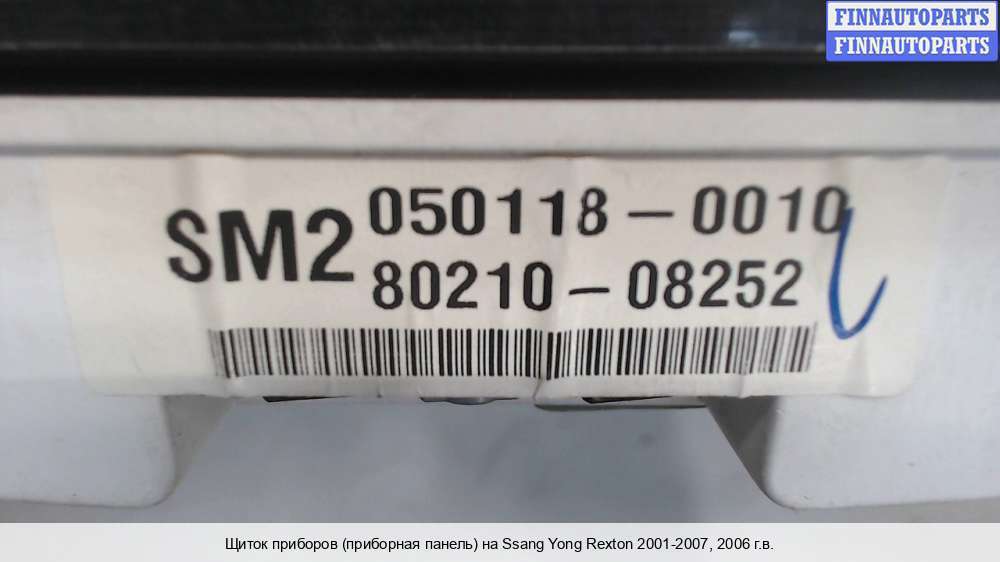 FINNAUTOPARTS
FINNAUTOPARTS
SM2 050118-0010
80210-08252
Щиток приборов (приборная панель) на Ssang Yong Rexton 2001-2007, 2006 г.в.